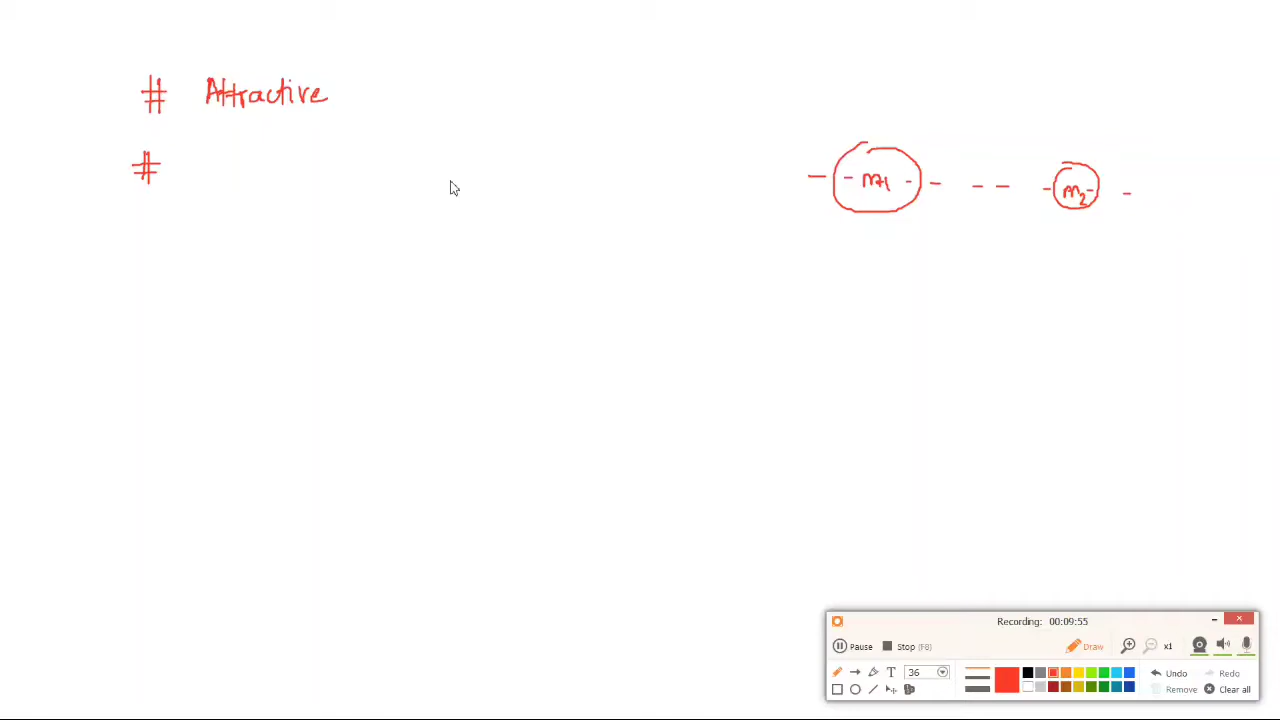 # Attractive
#
m1
m2
Recording: 00:09:55
Pause Stop (F8) Draw x1
T 36 Undo Redo
Remove Clear all